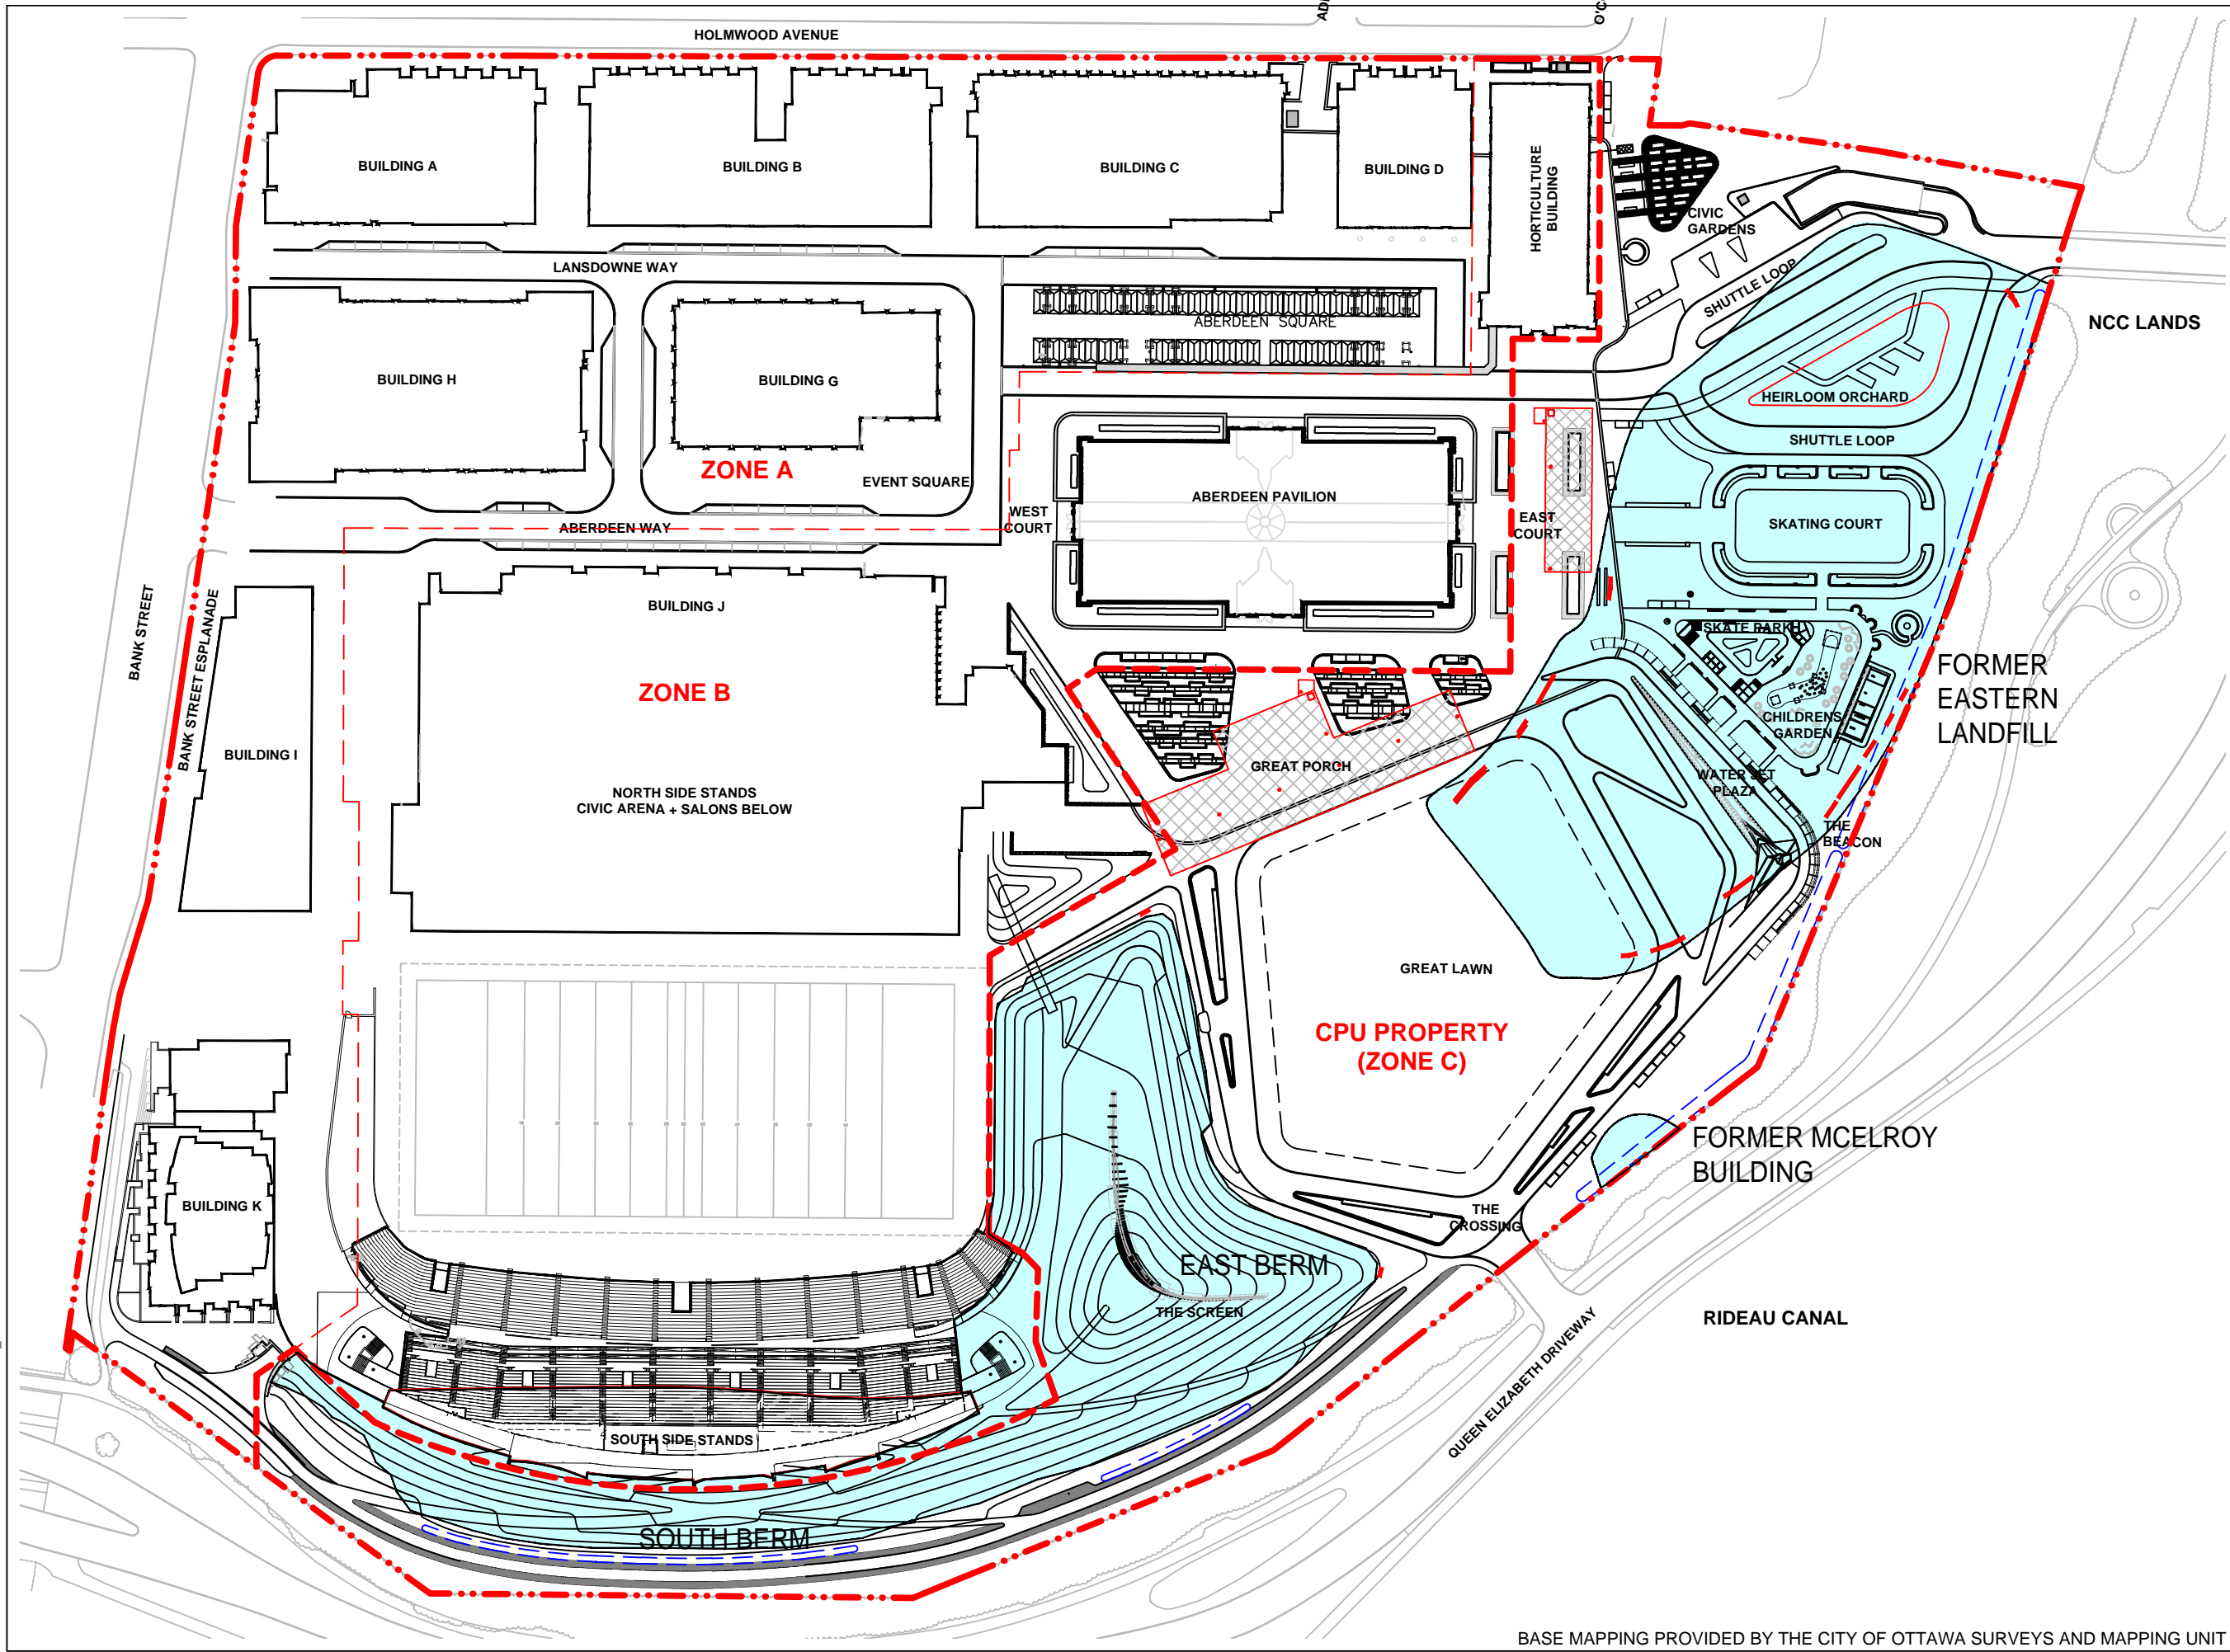 HOLMWOOD AVENUE
BUILDING A
BUILDING B
BUILDING C
BUILDING D
HORTICULTURE
BUILDING
CIVIC
GARDENS
LANSDOWNE WAY
SHUTTLE LOOP
ABERDEEN SQUARE
NCC LANDS
BUILDING H
BUILDING G
HEIRLOOM ORCHARD
SHUTTLE LOOP
ZONE A
EVENT SQUARE
ABERDEEN PAVILION
WEST
COURT
EAST
COURT
SKATING COURT
ABERDEEN WAY
BANK STREET
BANK STREET ESPLANADE
BUILDING J
SKATE PARK
ZONE B
FORMER
EASTERN
LANDFILL
CHILDRENS
GARDEN
BUILDING I
GREAT PORCH
WATER JET
PLAZA
NORTH SIDE STANDS
CIVIC ARENA + SALONS BELOW
THE
BEACON
GREAT LAWN
CPU PROPERTY
(ZONE C)
FORMER MCELROY
BUILDING
BUILDING K
THE
CROSSING
EAST BERM
THE SCREEN
RIDEAU CANAL
QUEEN ELIZABETH DRIVEWAY
SOUTH SIDE STANDS
SOUTH BERM
BASE MAPPING PROVIDED BY THE CITY OF OTTAWA SURVEYS AND MAPPING UNIT